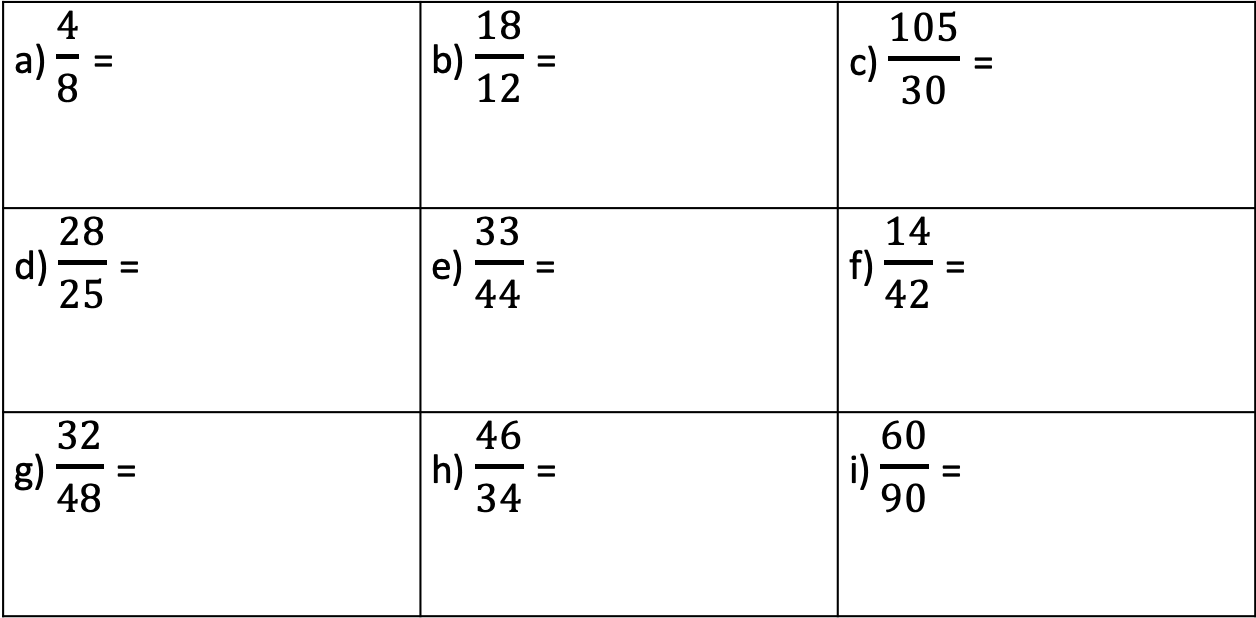 a) 4/8 =
b) 18/12 =
c) 105/30 =
d) 28/25 =
e) 33/44 =
f) 14/42 =
g) 32/48 =
h) 46/34 =
i) 60/90 =